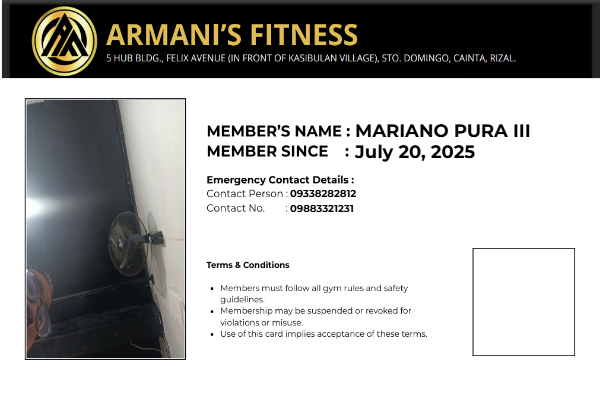 ARMANI'S FITNESS
5 HUB BLDG., FELIX AVENUE (IN FRONT OF KASIBULAN VILLAGE), STO. DOMINGO, CAINTA, RIZAL.
MEMBER'S NAME : MARIANO PURA III
MEMBER SINCE : July 20, 2025
Emergency Contact Details :
Contact Person : 09338282812
Contact No. : 09883321231
Terms & Conditions
• Members must follow all gym rules and safety
guidelines.
• Membership may be suspended or revoked for
violations or misuse.
• Use of this card implies acceptance of these terms.